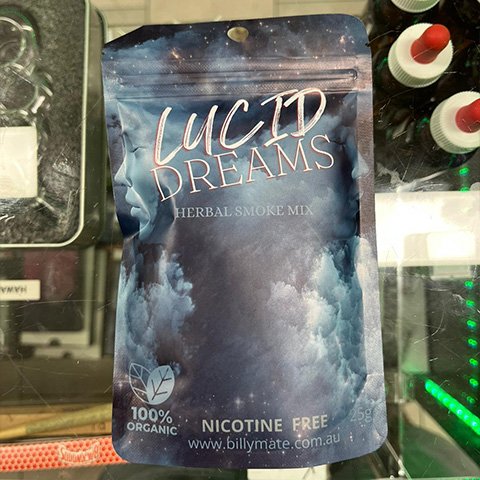 LUCID
DREAMS
HERBAL SMOKE MIX
100%
ORGANIC
NICOTINE FREE
25g
www.billymate.com.au